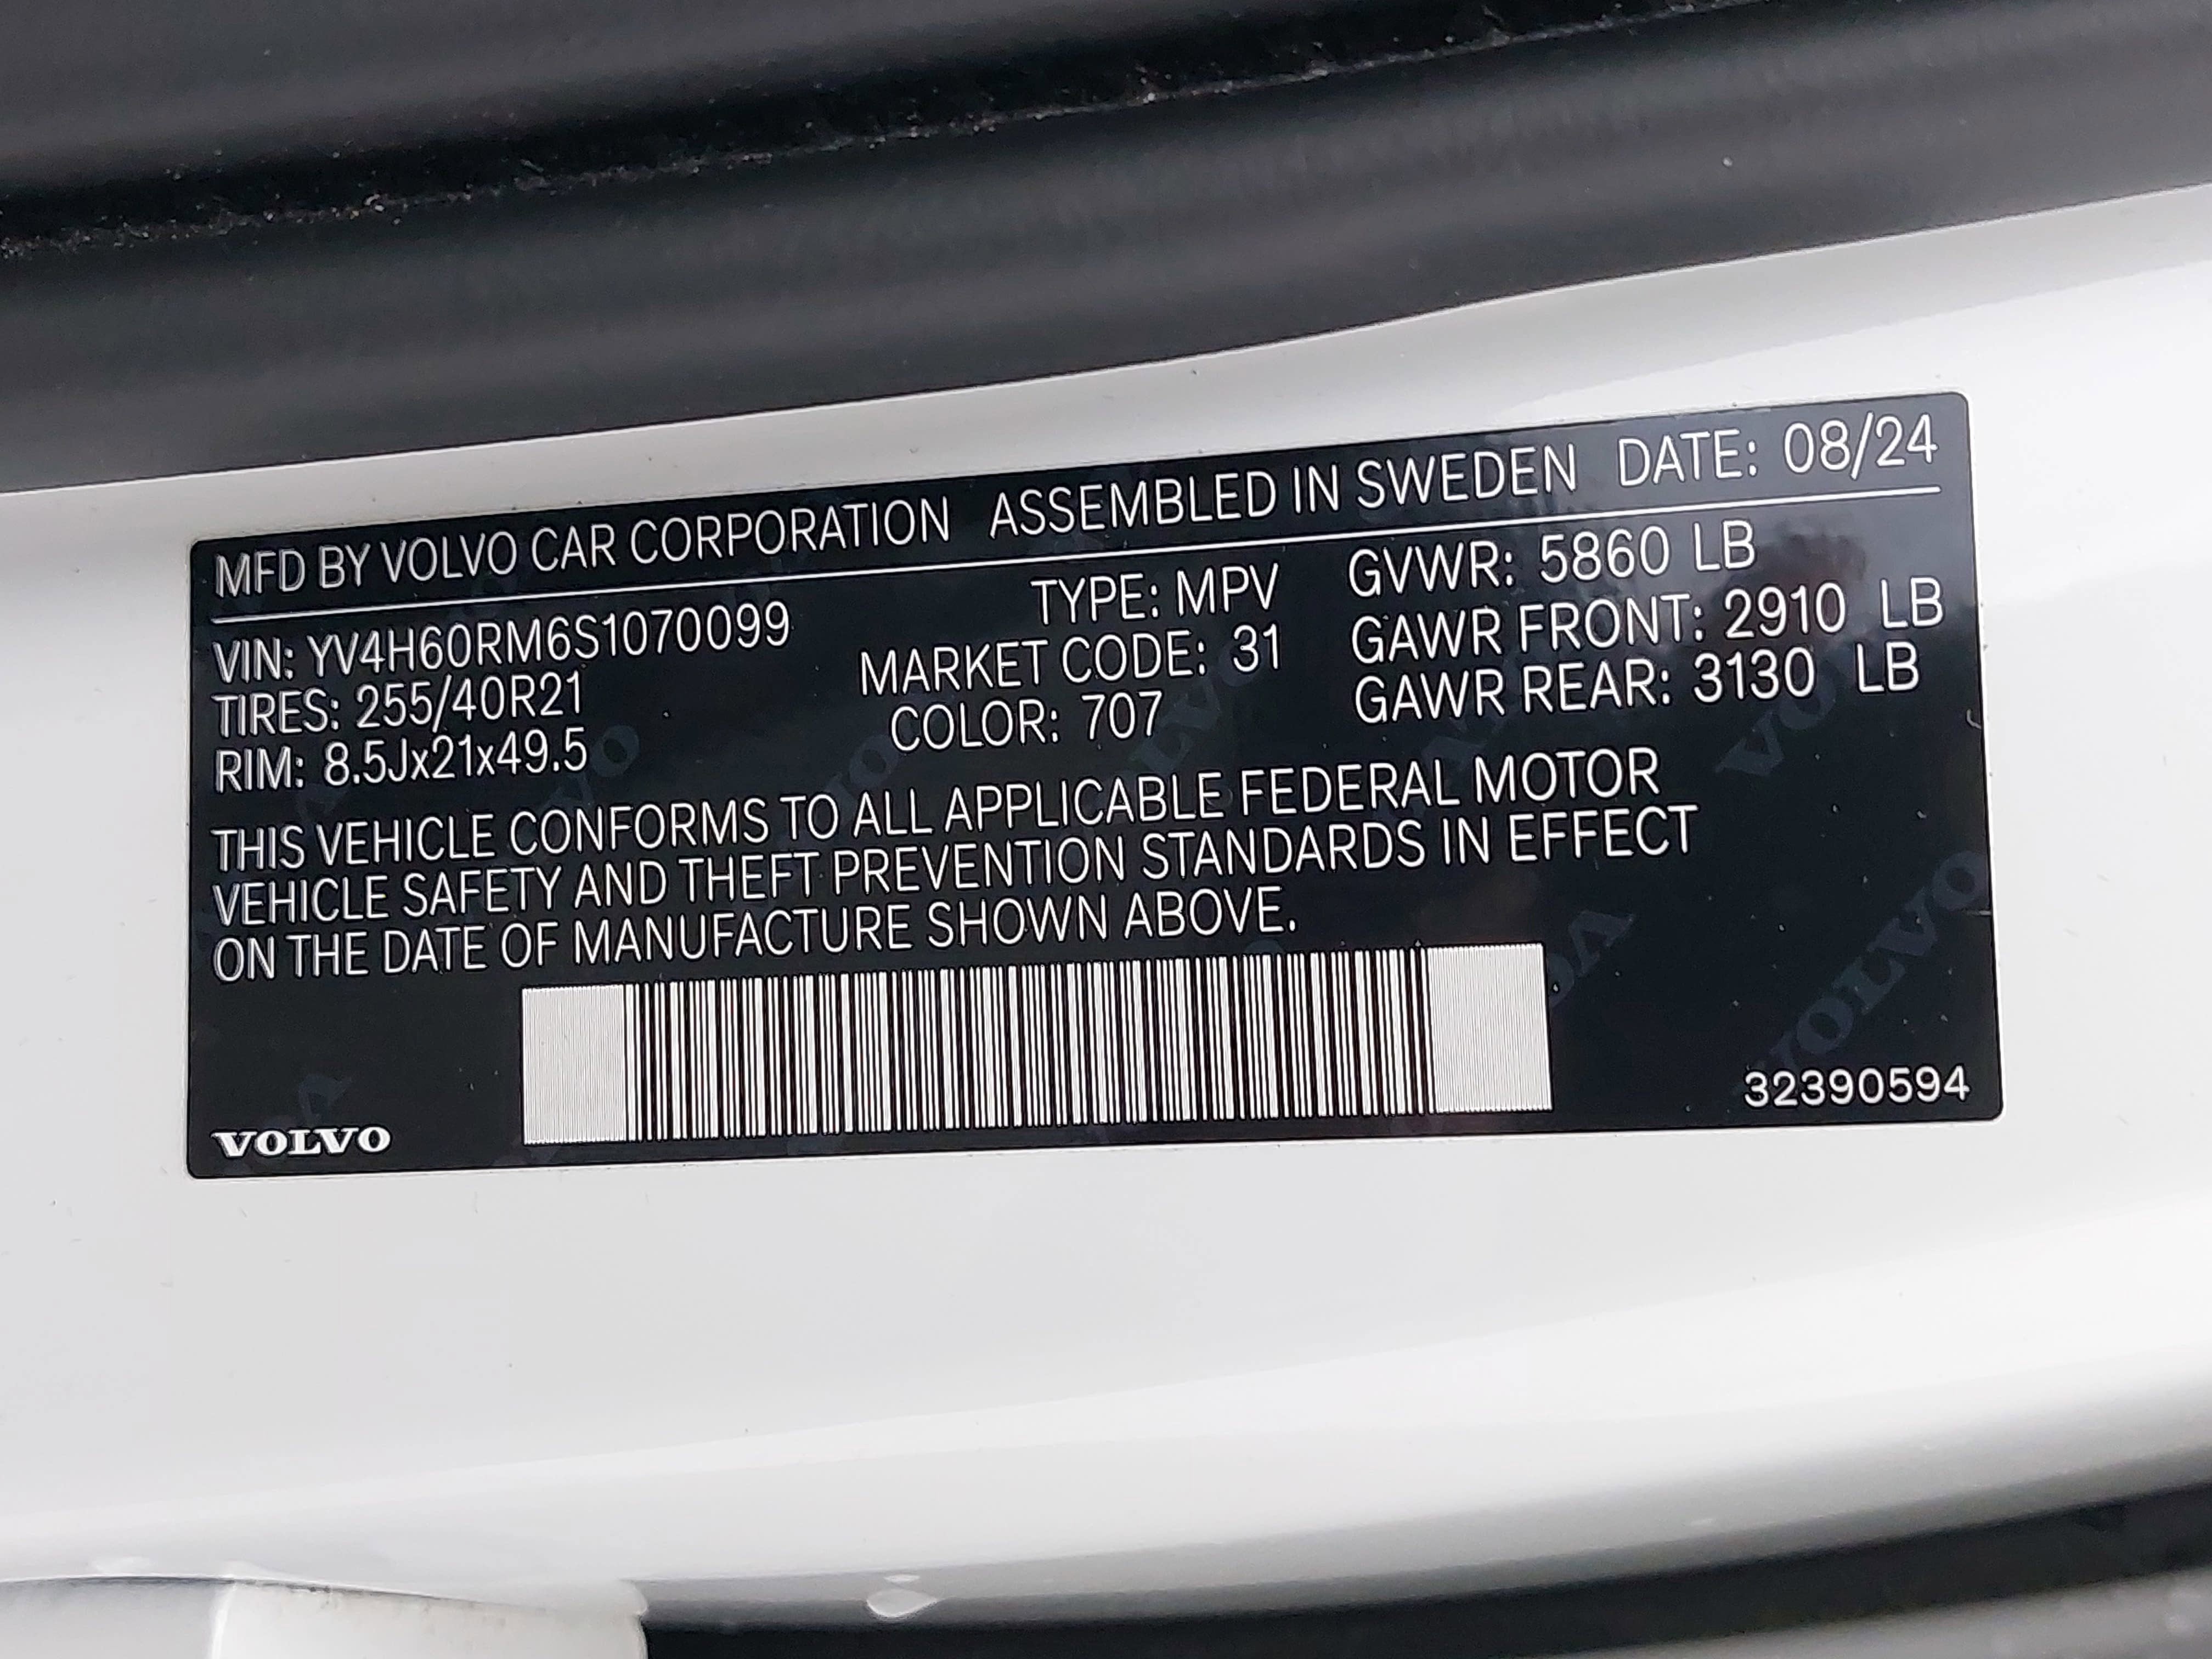 MFD BY VOLVO CAR CORPORATION ASSEMBLED IN SWEDEN DATE: 08/24
VIN: YV4H60RM6S1070099 TYPE: MPV GVWR: 5860 LB
TIRES: 255/40R21 MARKET CODE: 31 GAWR FRONT: 2910 LB
RIM: 8.5Jx21x49.5 COLOR: 707 GAWR REAR: 3130 LB
THIS VEHICLE CONFORMS TO ALL APPLICABLE FEDERAL MOTOR
VEHICLE SAFETY AND THEFT PREVENTION STANDARDS IN EFFECT
ON THE DATE OF MANUFACTURE SHOWN ABOVE.
VOLVO 32390594